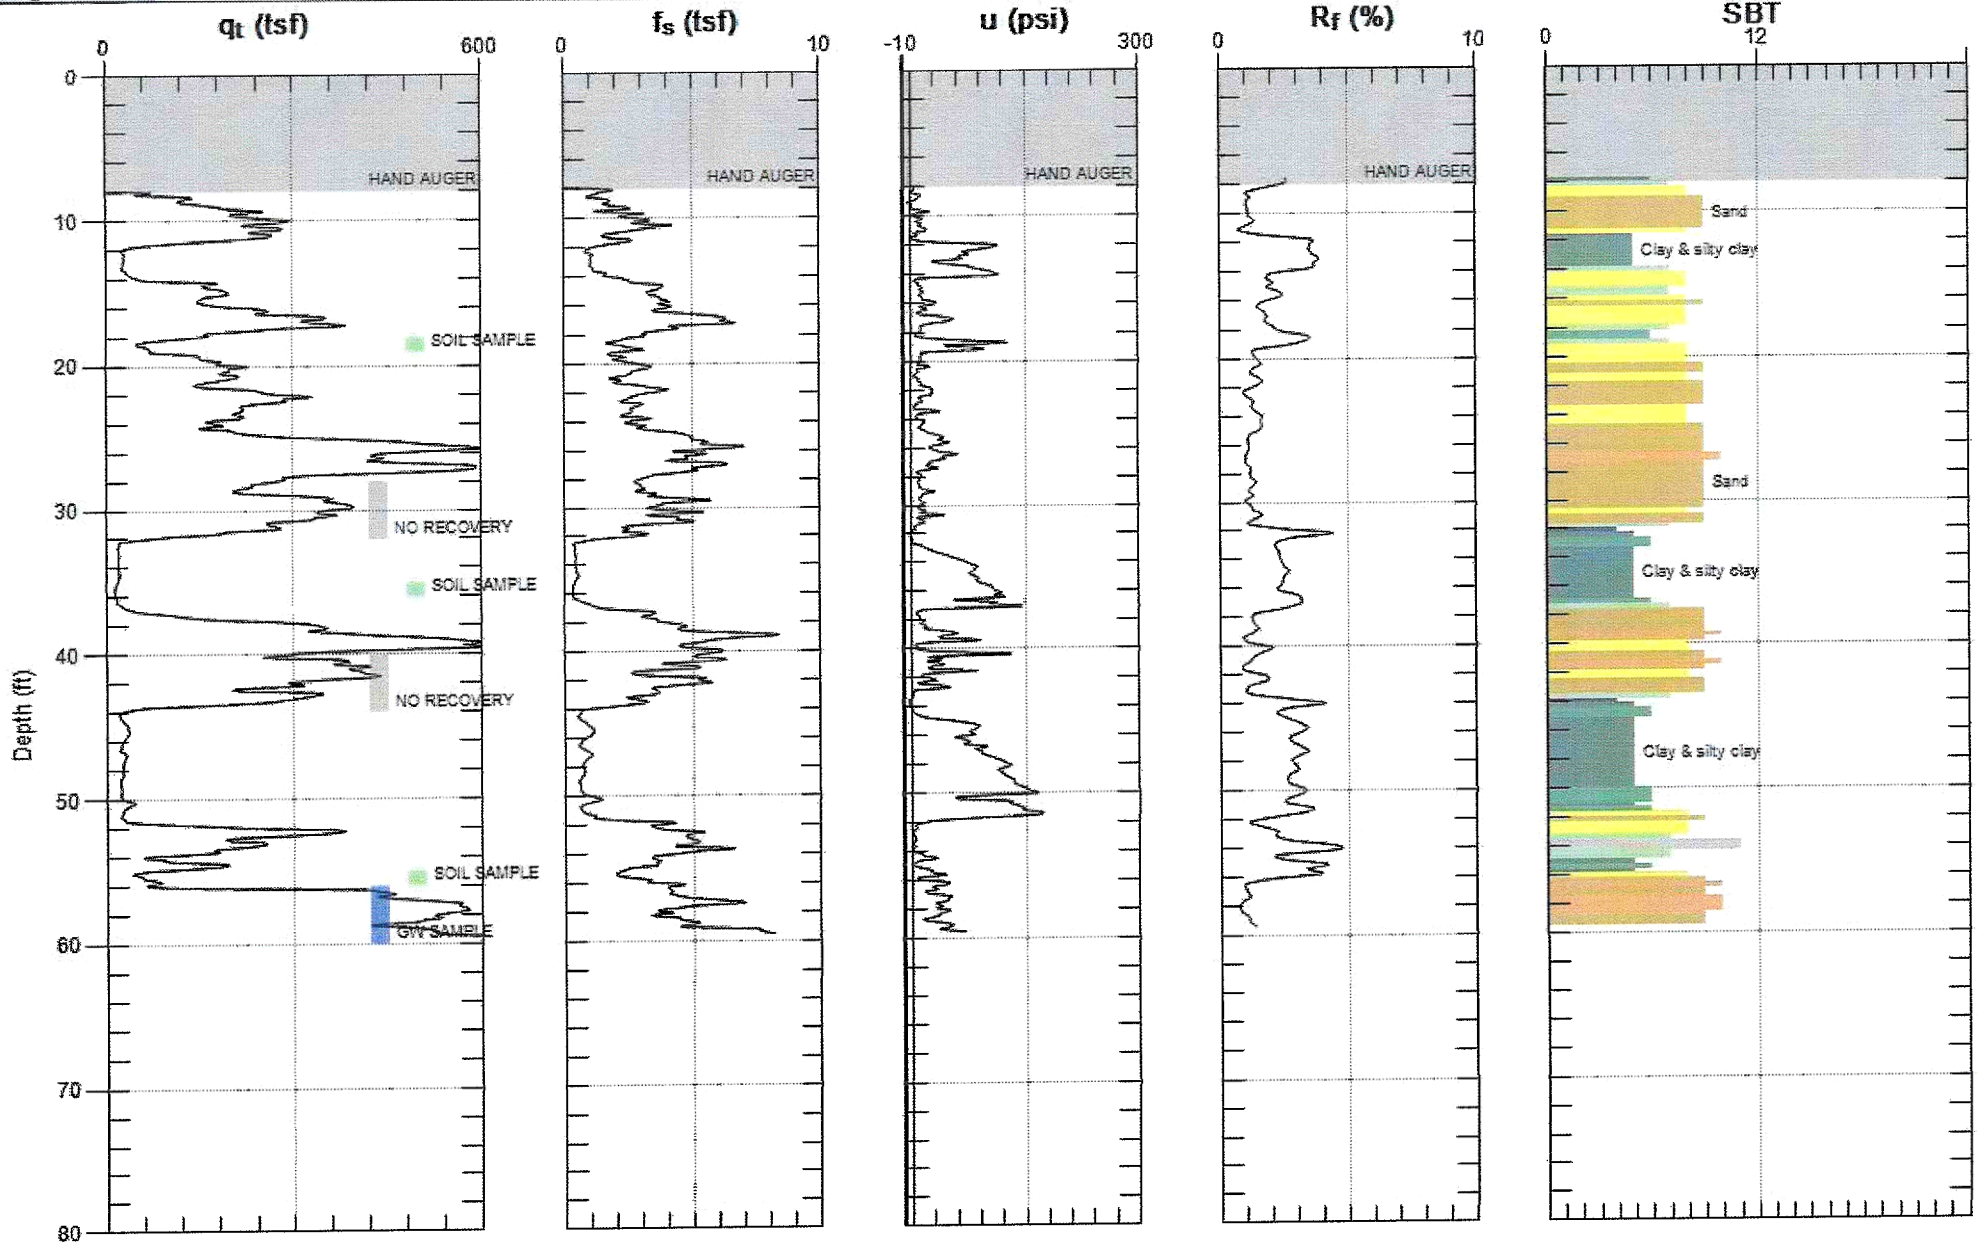 qt (tsf)
fs (tsf)
u (psi)
Rf (%)
SBT
0
600
0
10
-10
300
0
10
0
12
0
HAND AUGER
HAND AUGER
HAND AUGER
HAND AUGER
10
Sand
Clay & silty clay
SOIL SAMPLE
20
Sand
30
NO RECOVERY
SOIL SAMPLE
Clay & silty clay
40
NO RECOVERY
Depth (ft)
Clay & silty clay
50
SOIL SAMPLE
GW SAMPLE
60
70
80